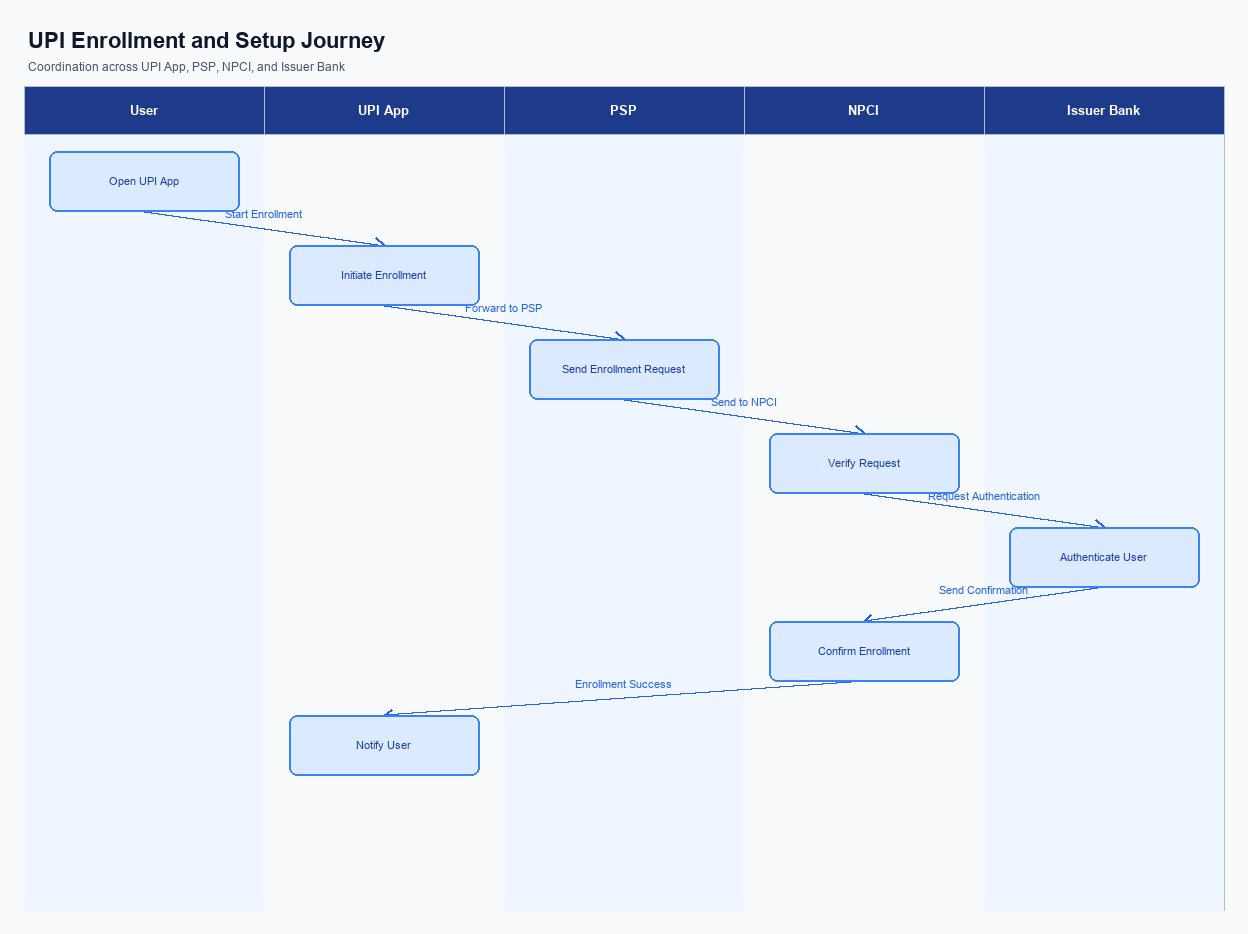 UPI Enrollment and Setup Journey
Coordination across UPI App, PSP, NPCI, and Issuer Bank
User
UPI App
PSP
NPCI
Issuer Bank
Open UPI App
Start Enrollment
Initiate Enrollment
Forward to PSP
Send Enrollment Request
Send to NPCI
Verify Request
Request Authentication
Authenticate User
Send Confirmation
Confirm Enrollment
Enrollment Success
Notify User